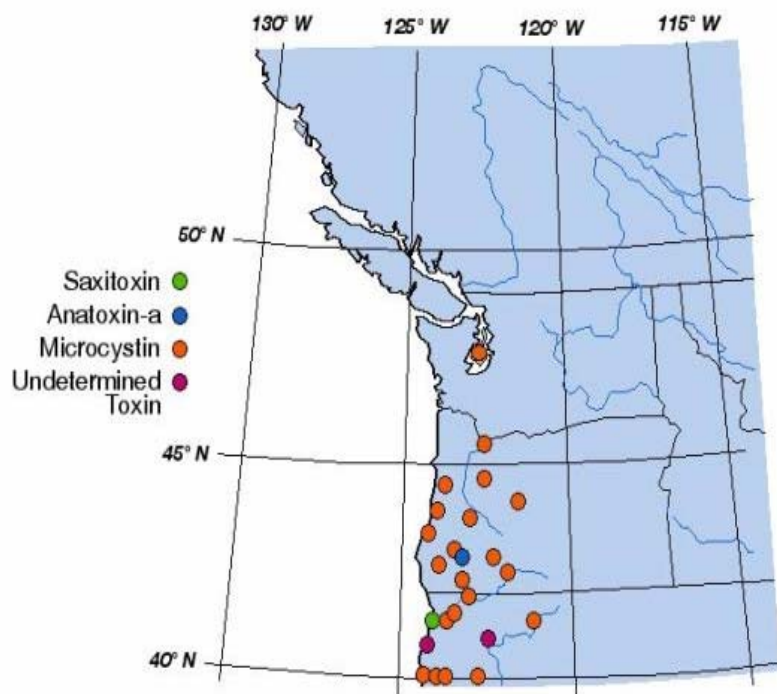 130° W
125° W
120° W
115° W
50° N
Saxitoxin
Anatoxin-a
Microcystin
Undetermined
Toxin
45° N
40° N